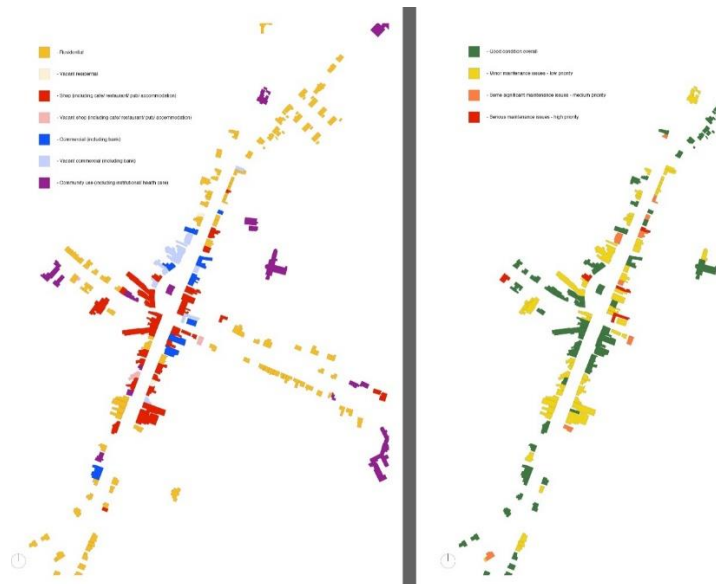 - Residential
- Vacant residential
- Shop (including cafe/ restaurant/ pub/ accommodation)
- Vacant shop (including cafe/ restaurant/ pub/ accommodation)
- Commercial (including bank)
- Vacant commercial (including bank)
- Community use (including institutional/ health care)
- Good condition overall
- Minor maintenance issues - low priority
- Some significant maintenance issues - medium priority
- Serious maintenance issues - high priority